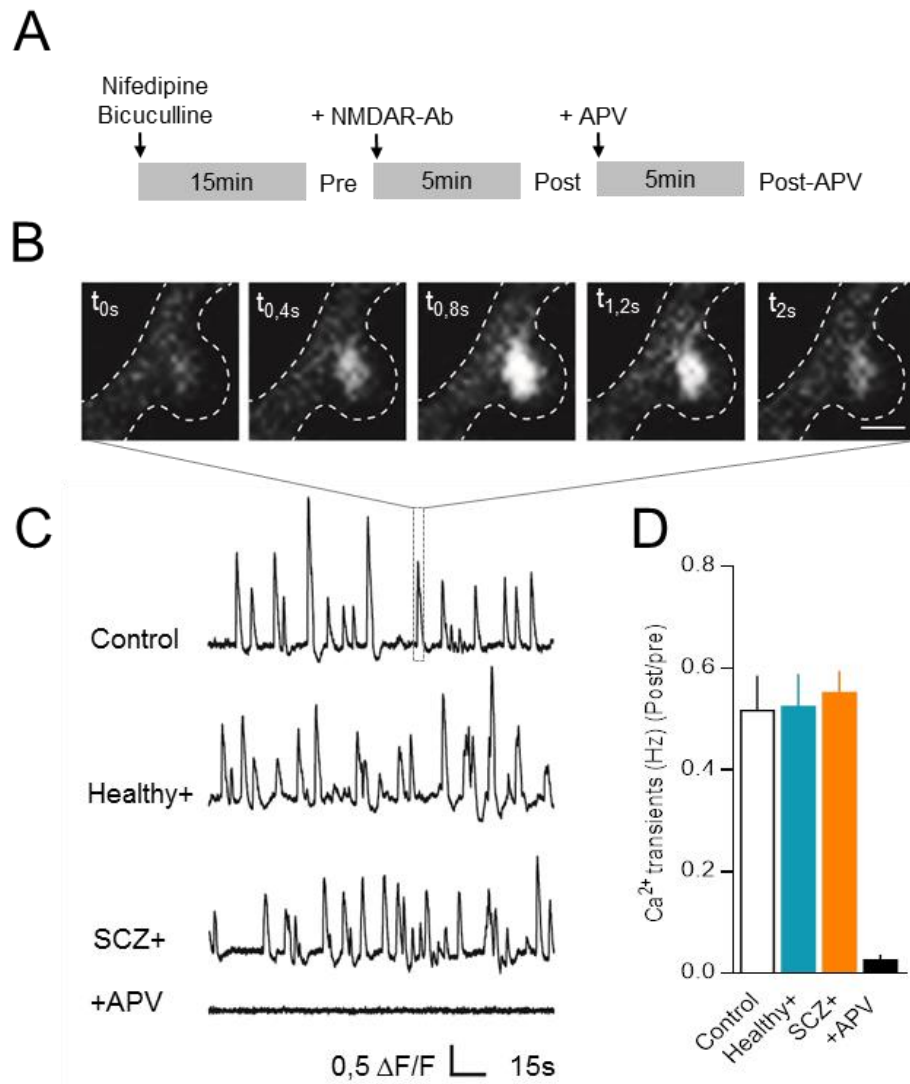 A
Nifedipine
Bicuculline
+ NMDAR-Ab
+ APV
15min
Pre
5min
Post
5min
Post-APV
B
t0s
t0,4s
t0,8s
t1,2s
t2s
C
Control
Healthy+
SCZ+
+APV
0,5 ΔF/F
15s
D
Ca2+ transients (Hz) (Post/pre)
0.8
0.6
0.4
0.2
0.0
Control
Healthy+
SCZ+
+APV